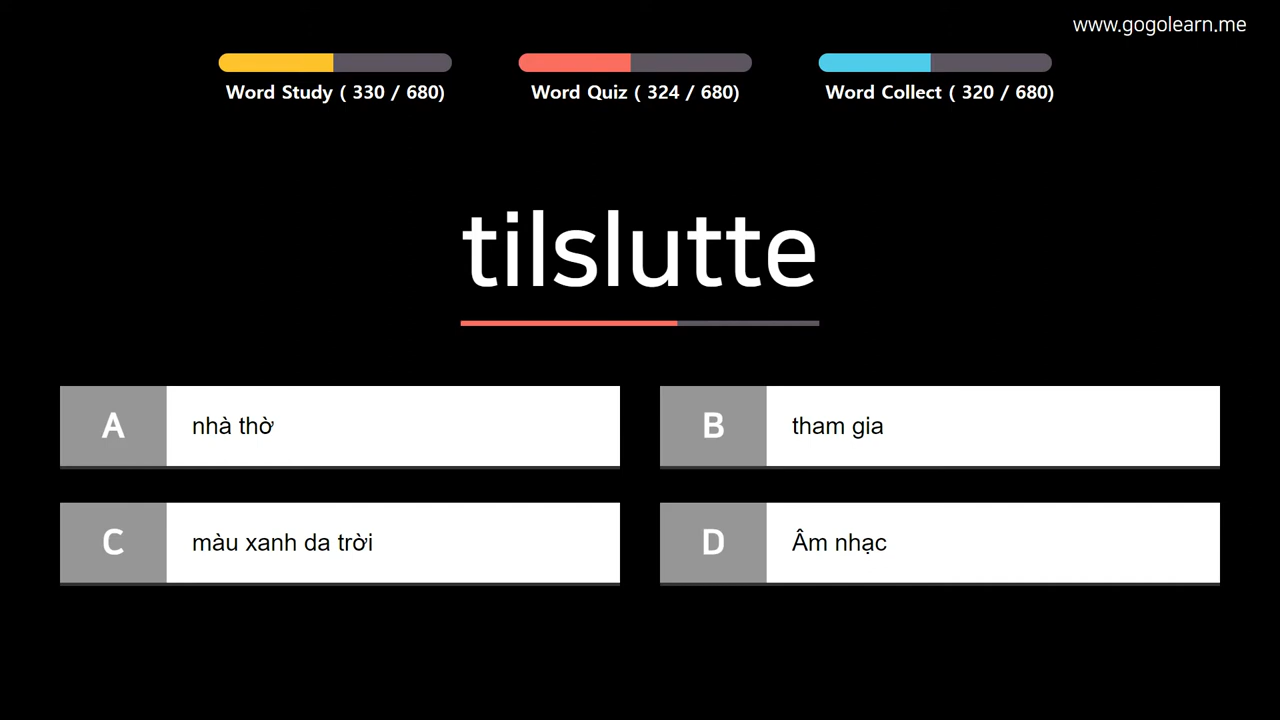 www.gogolearn.me
Word Study ( 330 / 680)
Word Quiz ( 324 / 680)
Word Collect ( 320 / 680)
tilslutte
A nhà thờ
B tham gia
C màu xanh da trời
D Âm nhạc